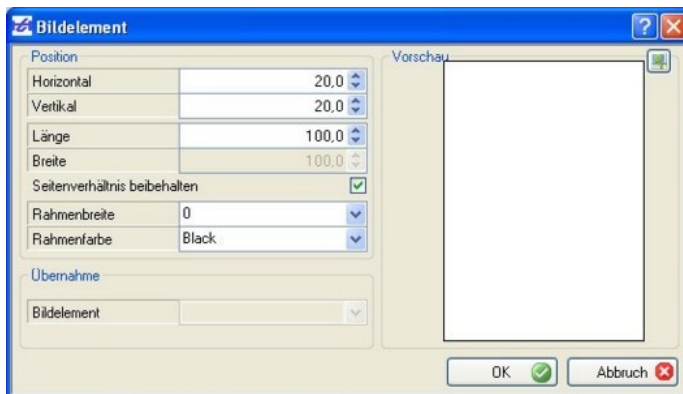 Bildelement
Position
Horizontal 20,0
Vertikal 20,0
Länge 100,0
Breite 100,0
Seitenverhältnis beibehalten
Rahmenbreite 0
Rahmenfarbe Black
Übernahme
Bildelement
Vorschau
OK Abbruch